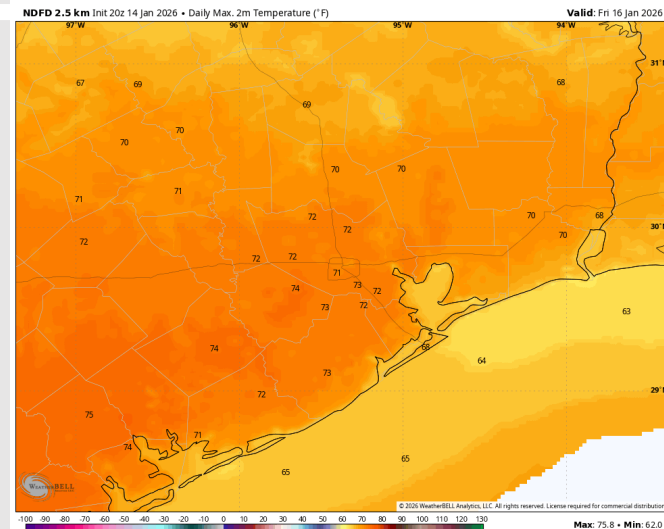 NDFD 2.5 km Init 20z 14 Jan 2026 • Daily Max. 2m Temperature (°F) Valid: Fri 16 Jan 2026
97°W 96°W 95°W 94°W
31°
67 69 68
69
70 70
70 70
71 71
72 72 70 68
30°
72 70
72 72
71
74 73 72
73 72
63
74 68
64
73
29°
72
75
71
74
65 65
WEATHERBELL
© 2026 WeatherBELL Analytics, LLC. All rights reserved. License required for commercial distributio
-100 -90 -80 -70 -60 -50 -40 -30 -20 -10 0 10 20 30 40 50 60 70 80 90 100 110 120 130
Max: 75.8 • Min: 62.0